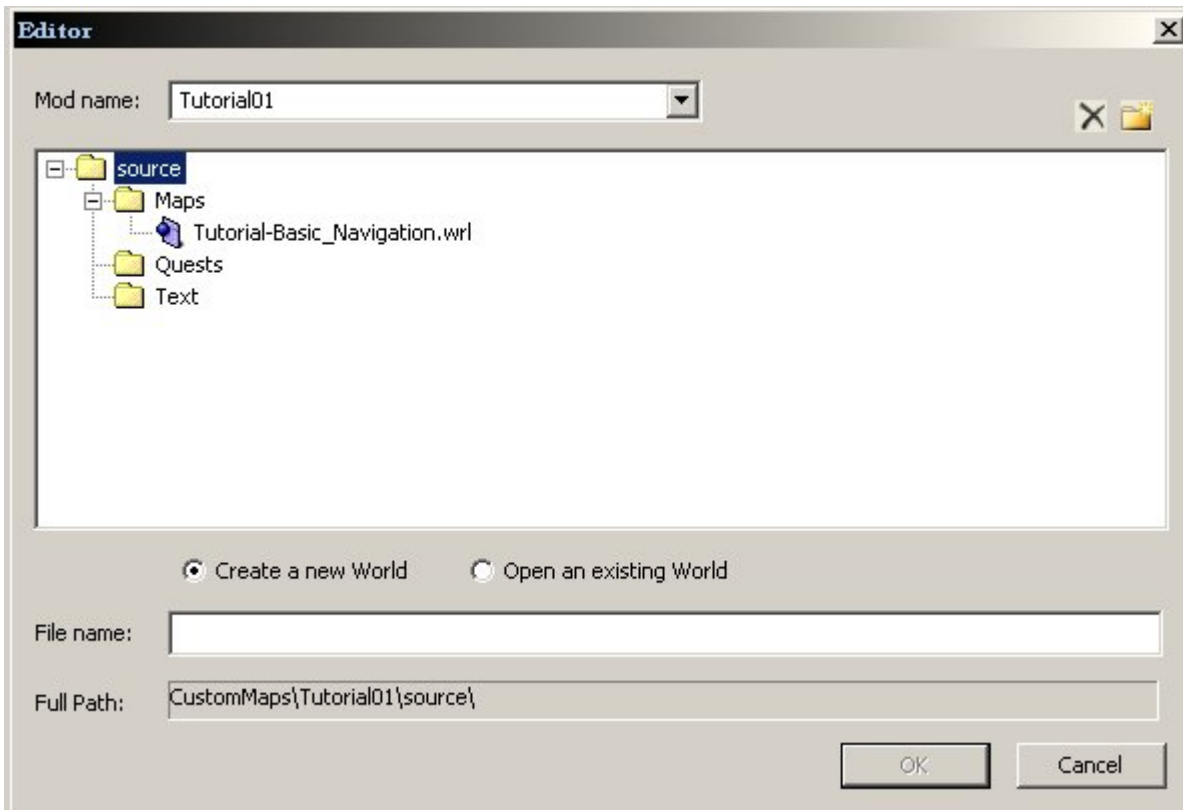 Editor
Mod name: Tutorial01
source
Maps
Tutorial-Basic_Navigation.wrl
Quests
Text
Create a new World Open an existing World
File name:
Full Path: CustomMaps\Tutorial01\source\
OK Cancel